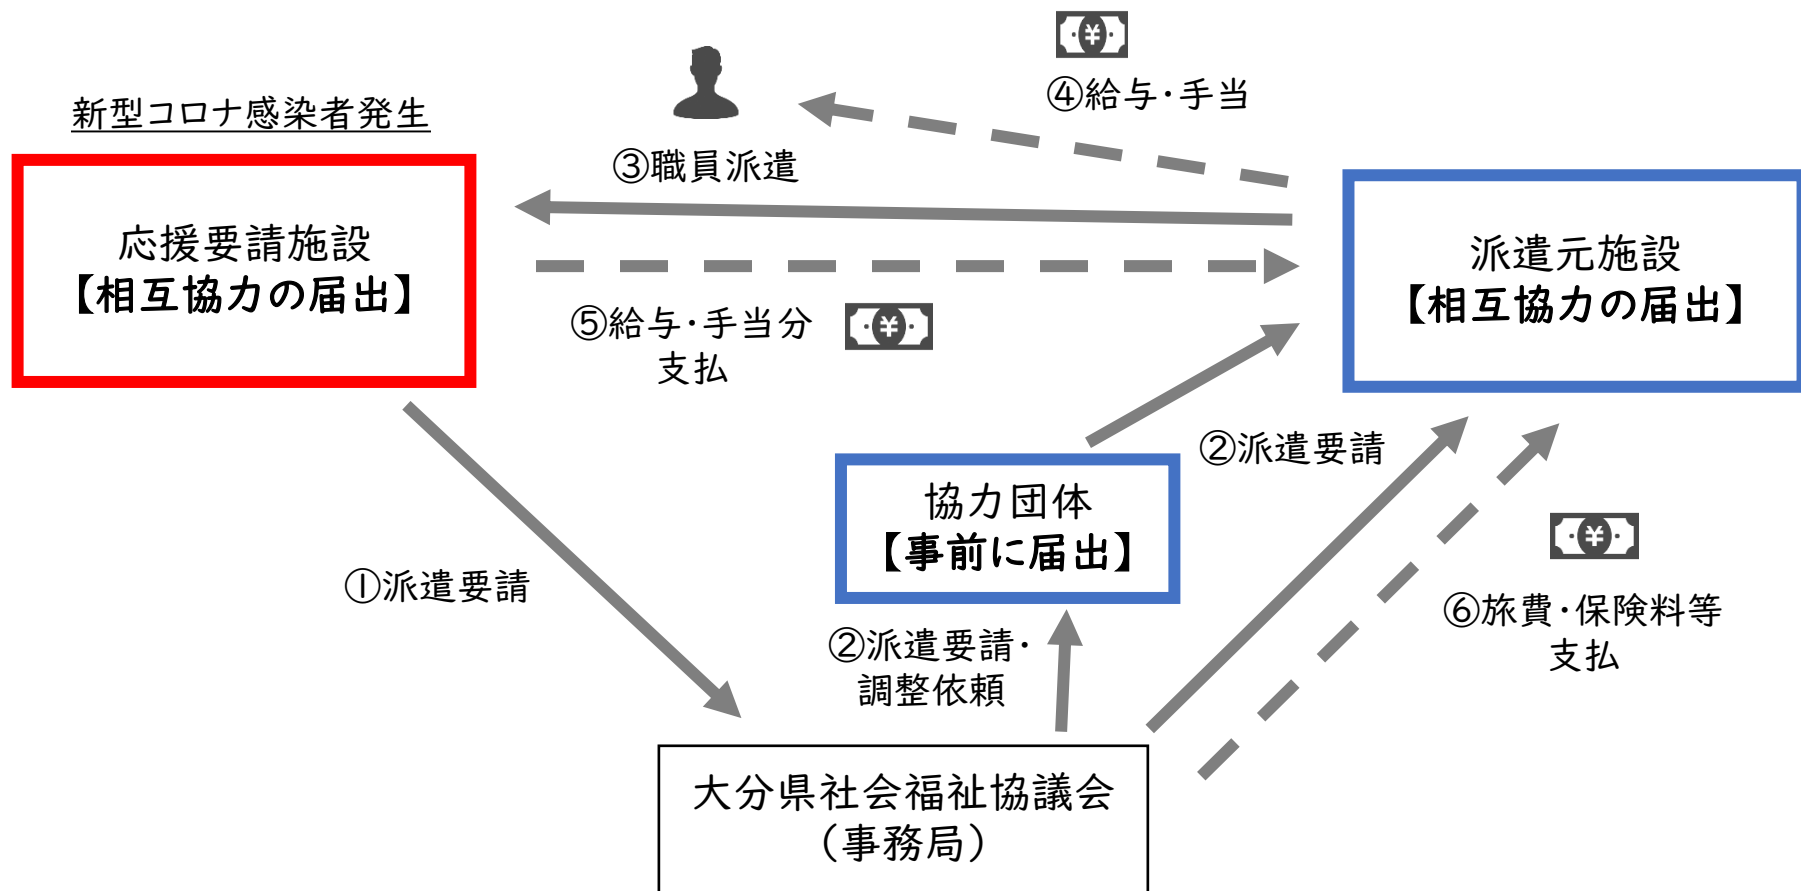 ④給与・手当
新型コロナ感染者発生
③職員派遣
応援要請施設
【相互協力の届出】
派遣元施設
【相互協力の届出】
⑤給与・手当分
支払
②派遣要請
協力団体
【事前に届出】
①派遣要請
⑥旅費・保険料等
支払
②派遣要請・
調整依頼
大分県社会福祉協議会
（事務局）